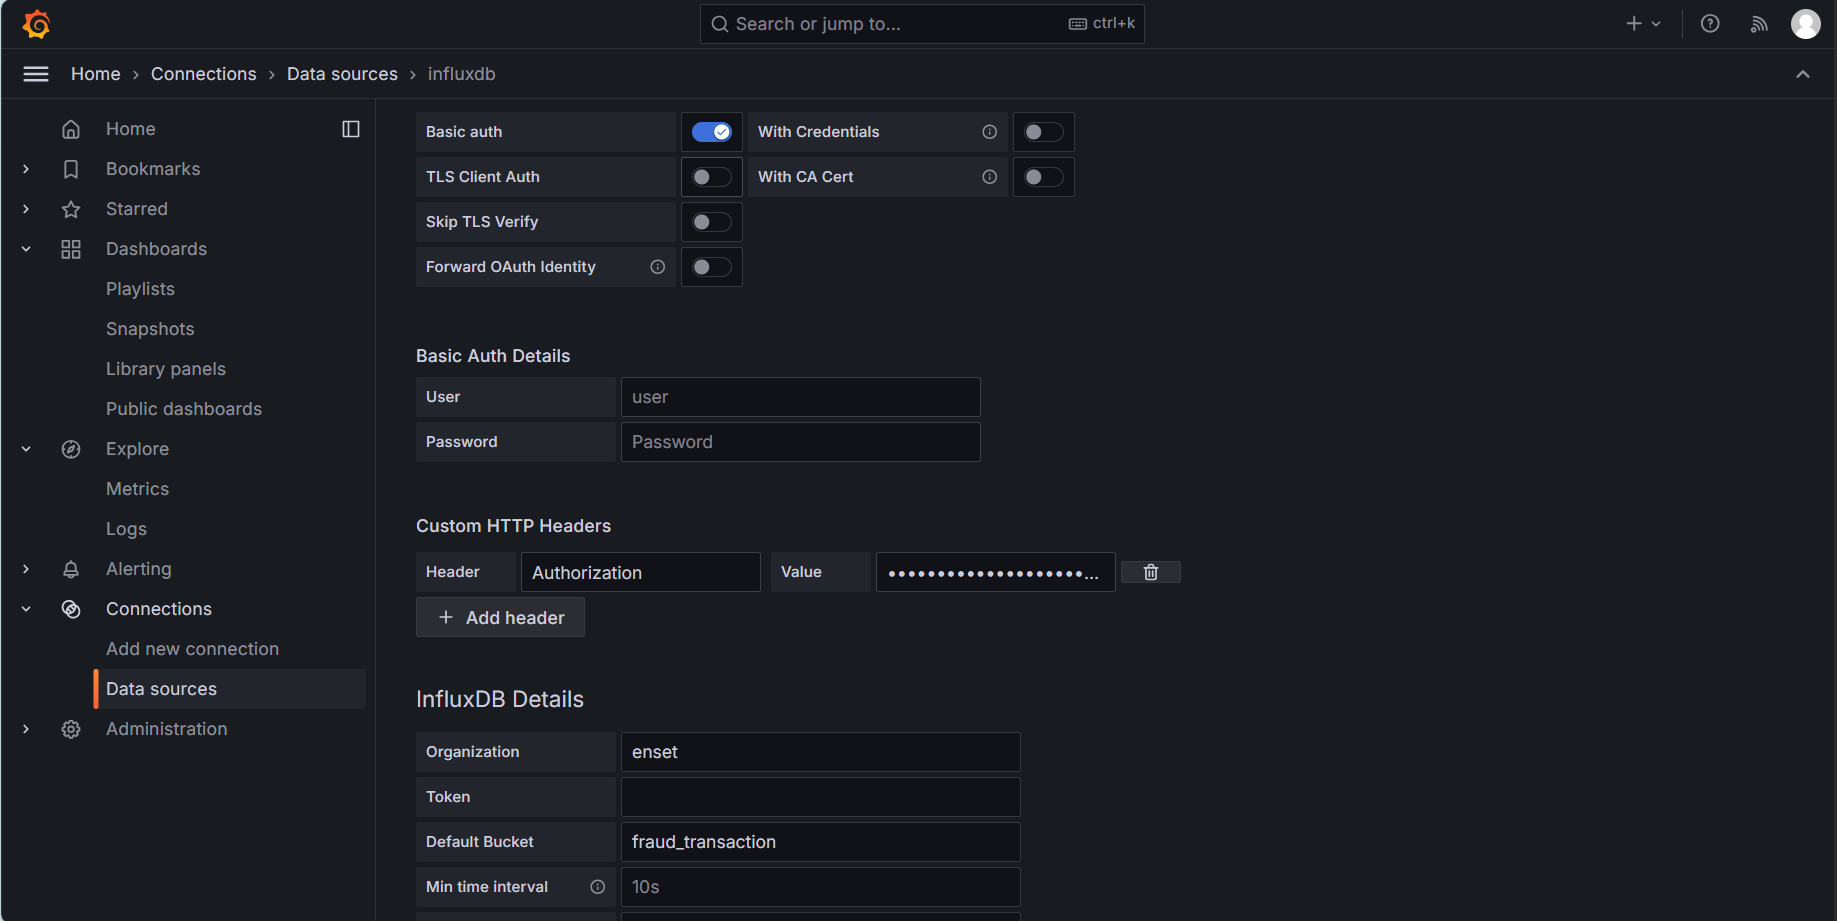 Search or jump to...
ctrl+k
Home › Connections › Data sources › influxdb
Home
Bookmarks
Starred
Dashboards
Playlists
Snapshots
Library panels
Public dashboards
Explore
Metrics
Logs
Alerting
Connections
Add new connection
Data sources
Administration
Basic auth
With Credentials
TLS Client Auth
With CA Cert
Skip TLS Verify
Forward OAuth Identity
Basic Auth Details
User
user
Password
Password
Custom HTTP Headers
Header
Authorization
Value
••••••••••••••••••••...
+ Add header
InfluxDB Details
Organization
enset
Token
Default Bucket
fraud_transaction
Min time interval
10s